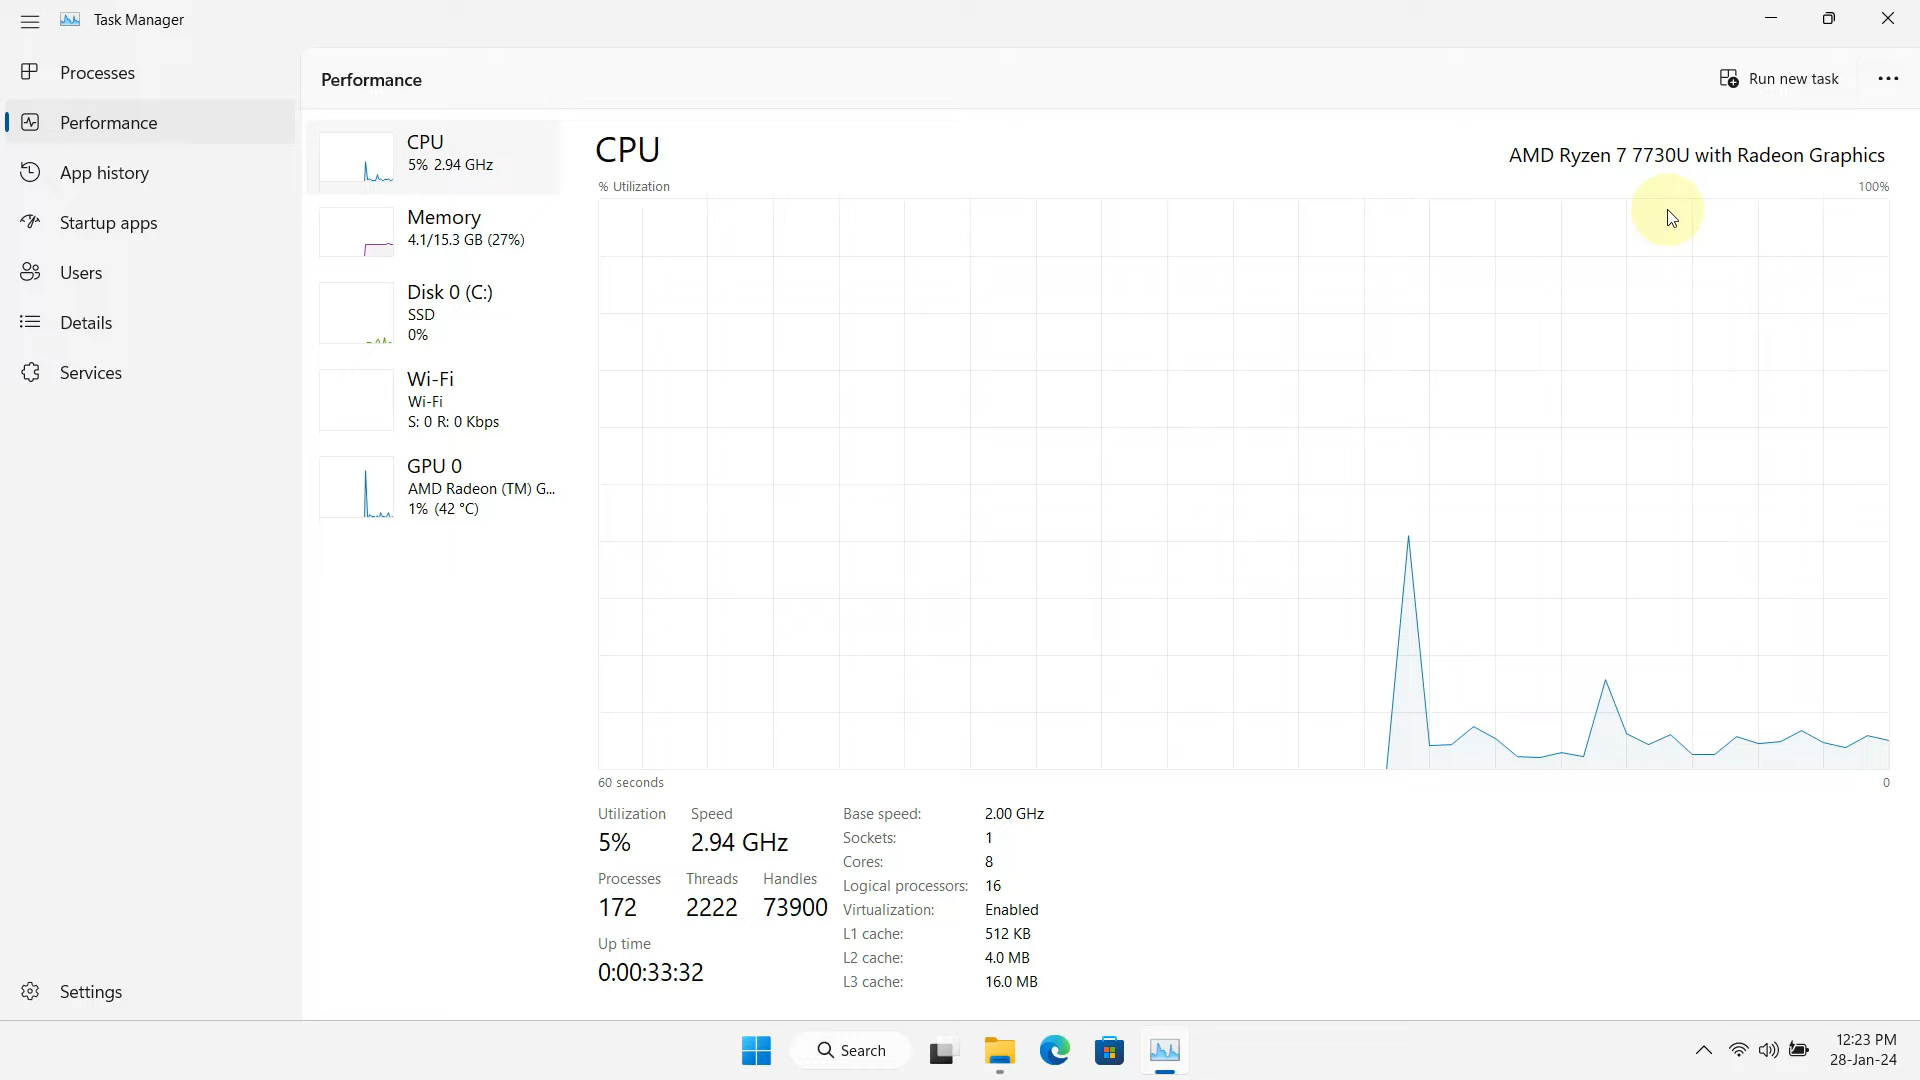 Task Manager
Processes
Performance
App history
Startup apps
Users
Details
Services
Settings
Performance
Run new task
CPU
5% 2.94 GHz
Memory
4.1/15.3 GB (27%)
Disk 0 (C:)
SSD
0%
Wi-Fi
Wi-Fi
S: 0 R: 0 Kbps
GPU 0
AMD Radeon (TM) G...
1% (42 °C)
CPU
AMD Ryzen 7 7730U with Radeon Graphics
% Utilization
100%
60 seconds
0
Utilization Speed
5% 2.94 GHz
Processes Threads Handles
172 2222 73900
Up time
0:00:33:32
Base speed: 2.00 GHz
Sockets: 1
Cores: 8
Logical processors: 16
Virtualization: Enabled
L1 cache: 512 KB
L2 cache: 4.0 MB
L3 cache: 16.0 MB
Search
12:23 PM
28-Jan-24